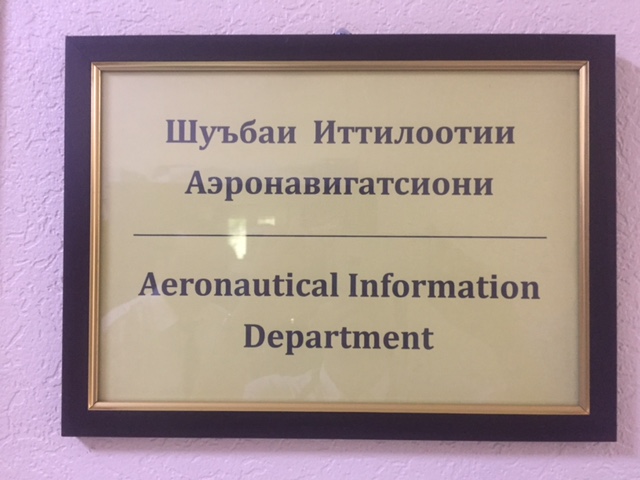 Шуъбаи Иттилоотии
Аэронавигатсиони
Aeronautical Information
Department